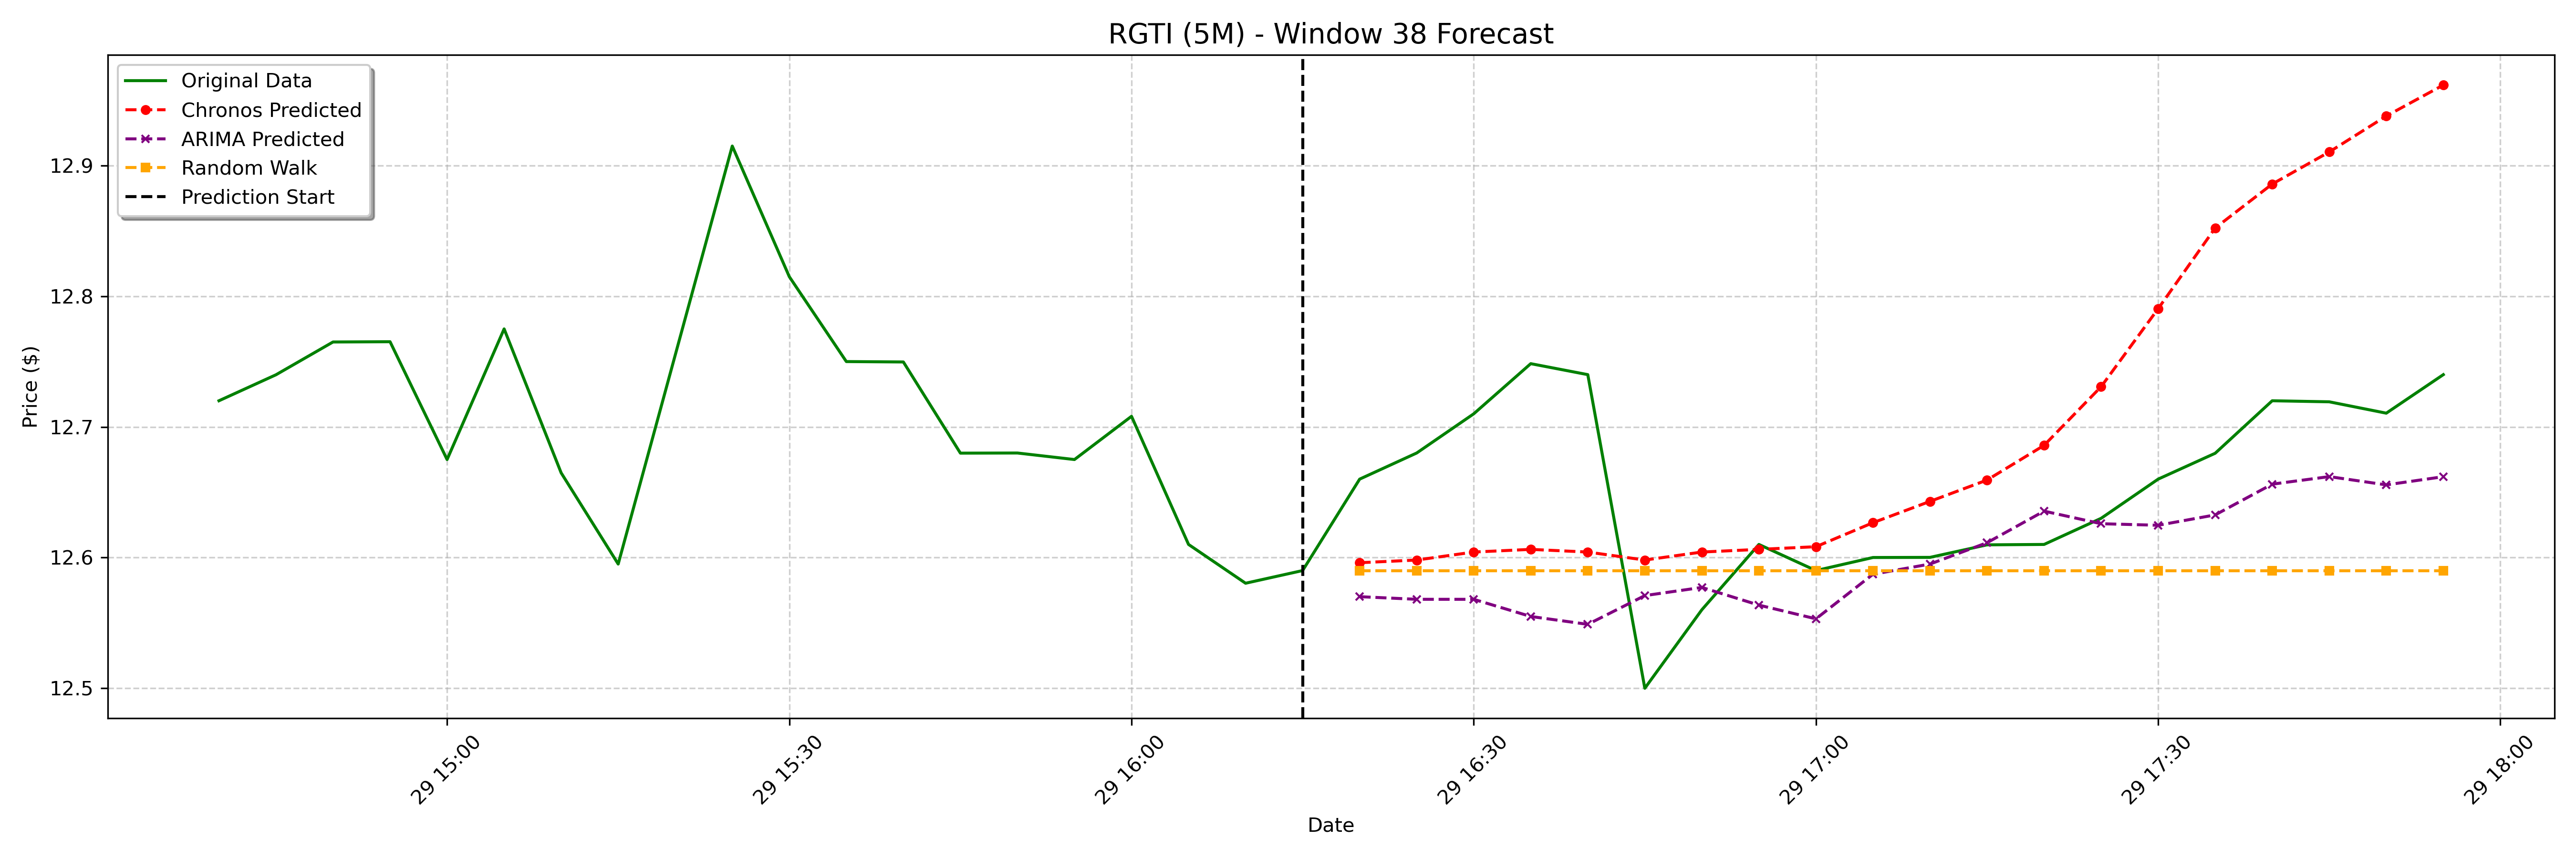 RGTI (5M) - Window 38 Forecast
Original Data
Chronos Predicted
ARIMA Predicted
Random Walk
Prediction Start
Price ($)
12.9
12.8
12.7
12.6
12.5
29 15:00
29 15:30
29 16:00
29 16:30
29 17:00
29 17:30
29 18:00
Date